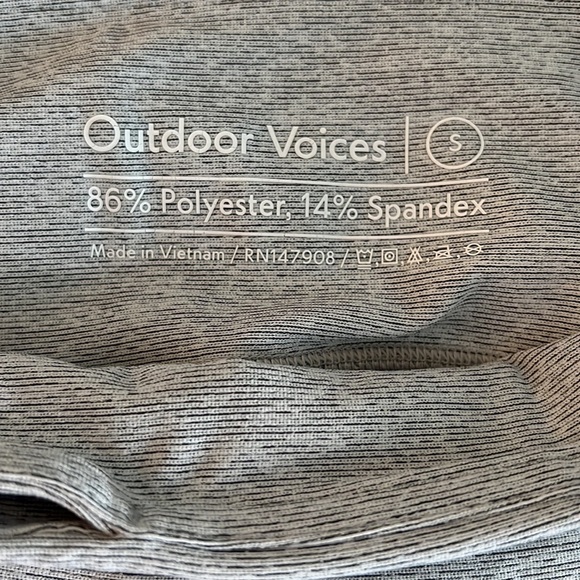 Outdoor Voices | S
86% Polyester, 14% Spandex
Made in Vietnam / RN147908 /